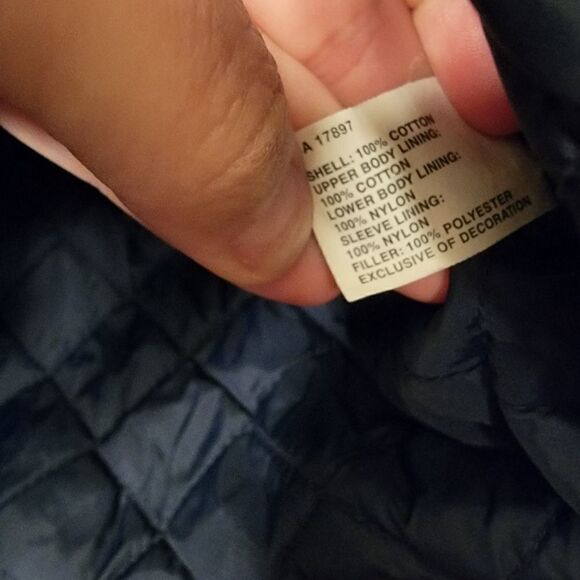 A 17897
SHELL: 100% COTTON
UPPER BODY LINING:
100% COTTON
LOWER BODY LINING:
100% NYLON
SLEEVE LINING:
100% NYLON
FILLER: 100% POLYESTER
EXCLUSIVE OF DECORATION